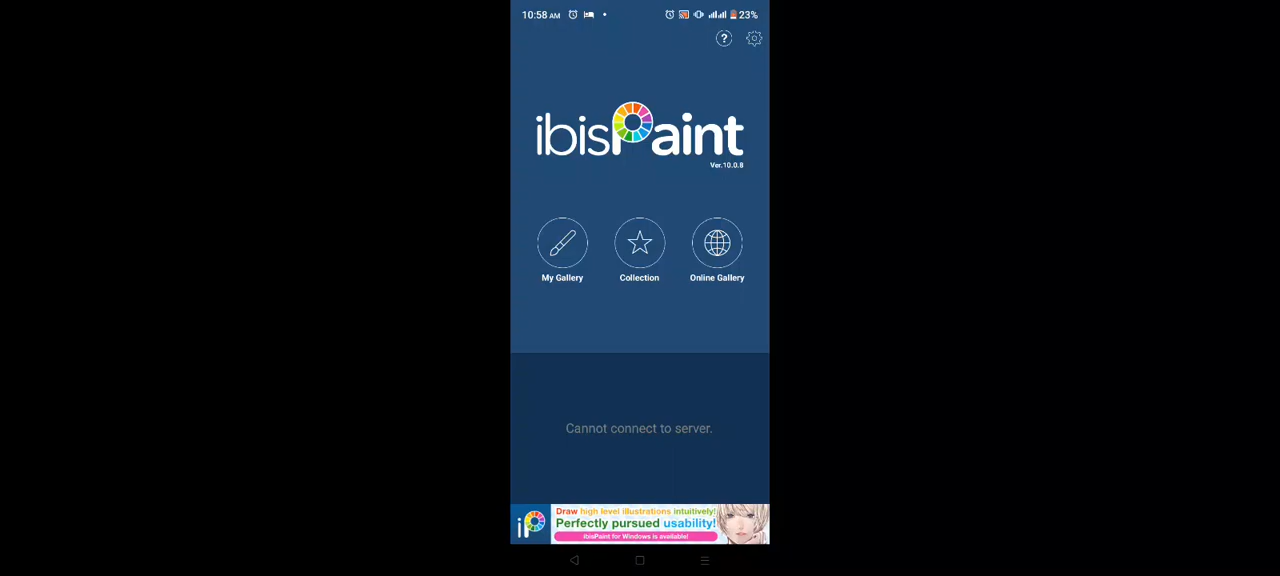 10:58 AM 23%
?
ibisPaint
Ver.10.0.8
My Gallery Collection Online Gallery
Cannot connect to server.
iP
Draw high level illustrations intuitively!
Perfectly pursued usability!
ibisPaint for Windows is available!